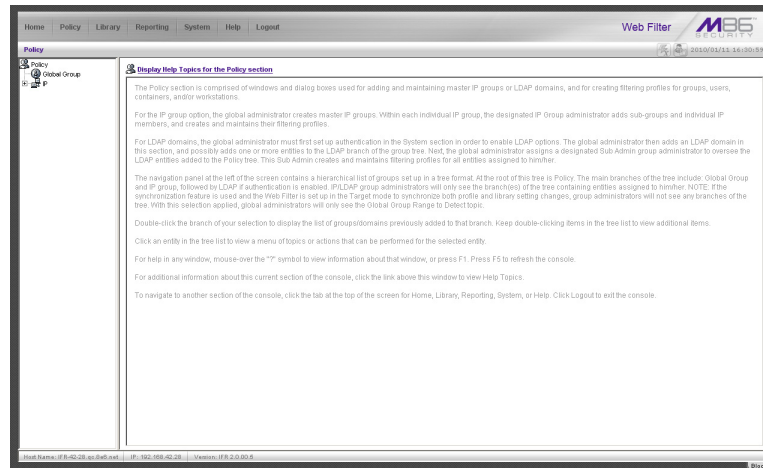 Home Policy Library Reporting System Help Logout
Web Filter
M86
SECURITY
Policy
2010/01/11 16:30:59
Policy
Global Group
IP
Display Help Topics for the Policy section
The Policy section is comprised of windows and dialog boxes used for adding and maintaining master IP groups or LDAP domains, and for creating filtering profiles for groups, users,
containers, and/or workstations.
For the IP group option, the global administrator creates master IP groups. Within each individual IP group, the designated IP Group administrator adds sub-groups and individual IP
members, and creates and maintains their filtering profiles.
For LDAP domains, the global administrator must first set up authentication in the System section in order to enable LDAP options. The global administrator then adds an LDAP domain in
this section, and possibly adds one or more entities to the LDAP branch of the group tree. Next, the global administrator assigns a designated Sub Admin group administrator to oversee the
LDAP entities added to the Policy tree. This Sub Admin creates and maintains filtering profiles for all entities assigned to him/her.
The navigation panel at the left of the screen contains a hierarchical list of groups set up in a tree format. At the root of this tree is Policy. The main branches of the tree include: Global Group
and IP group, followed by LDAP if authentication is enabled. IP/LDAP group administrators will only see the branch(es) of the tree containing entities assigned to him/her. NOTE: If the
synchronization feature is used and the Web Filter is set up in the Target mode to synchronize both profile and library setting changes, group administrators will not see any branches of the
tree. With this selection applied, global administrators will only see the Global Group Range to Detect topic.
Double-click the branch of your selection to display the list of groups/domains previously added to that branch. Keep double-clicking items in the tree list to view additional items.
Click an entity in the tree list to view a menu of topics or actions that can be performed for the selected entity.
For help in any window, mouse-over the "?" symbol to view information about that window, or press F1. Press F5 to refresh the console.
For additional information about this current section of the console, click the link above this window to view Help Topics.
To navigate to another section of the console, click the tab at the top of the screen for Home, Library, Reporting, System, or Help. Click Logout to exit the console.
Host Name: IFR-42-28.qc.8e6.net IP: 192.168.42.28 Version: IFR 2.0.00.6